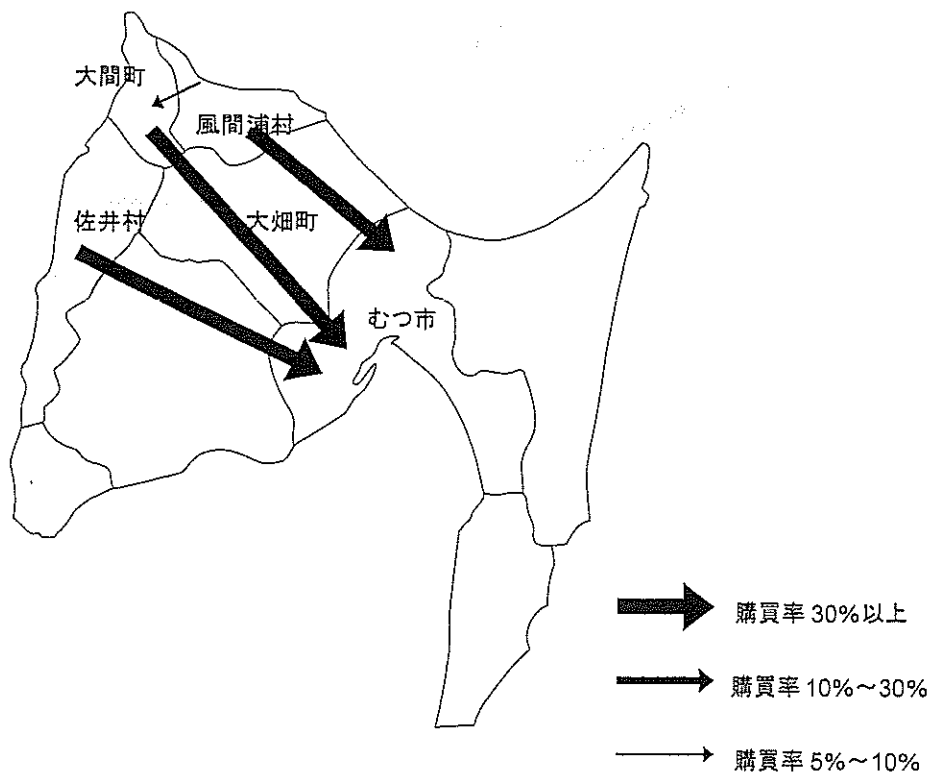 大間町
風間浦村
佐井村
大畑町
むつ市
購買率 30%以上
購買率 10%～30%
購買率 5%～10%